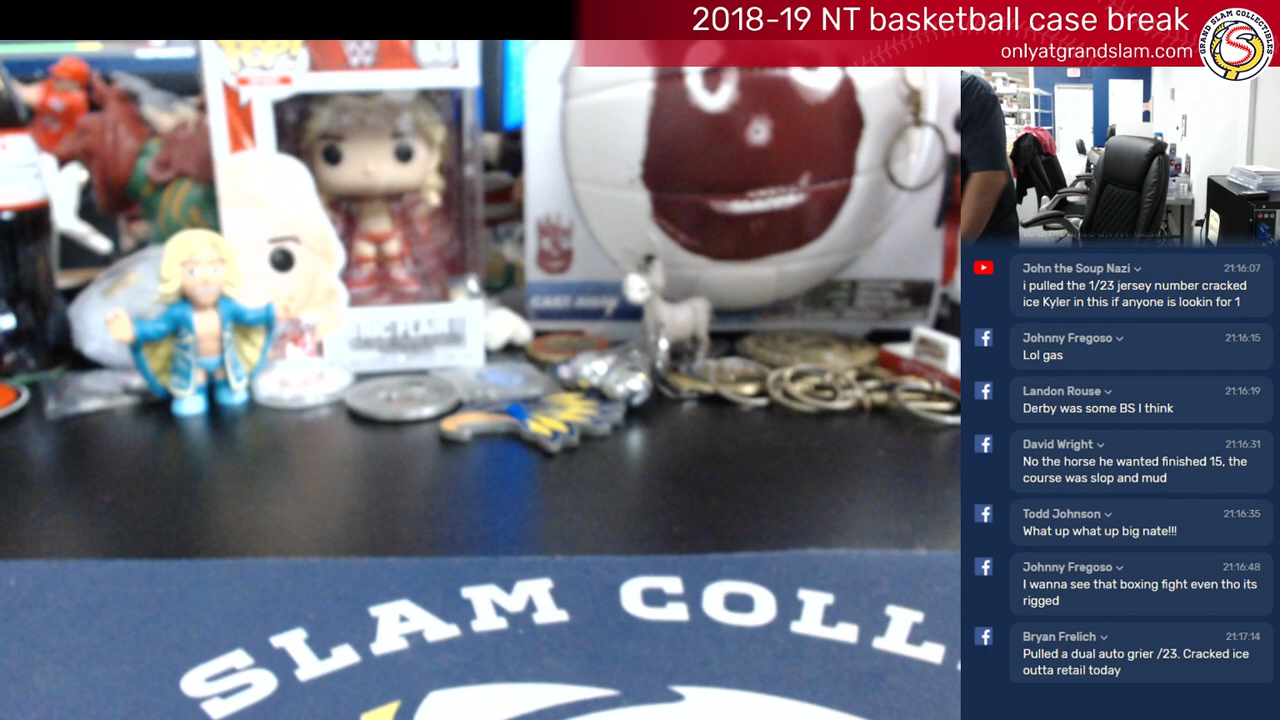 2018-19 NT basketball case break
onlyatgrandslam.com
GRAND SLAM COLLECTIBLES
S
CAST AWAY
SLAM COLL
John the Soup Nazi
21:16:07
i pulled the 1/23 jersey number cracked
ice Kyler in this if anyone is lookin for 1
Johnny Fregoso
21:16:15
Lol gas
Landon Rouse
21:16:19
Derby was some BS I think
David Wright
21:16:31
No the horse he wanted finished 15, the
course was slop and mud
Todd Johnson
21:16:35
What up what up big nate!!!
Johnny Fregoso
21:16:48
I wanna see that boxing fight even tho its
rigged
Bryan Frelich
21:17:14
Pulled a dual auto grier /23. Cracked ice
outta retail today